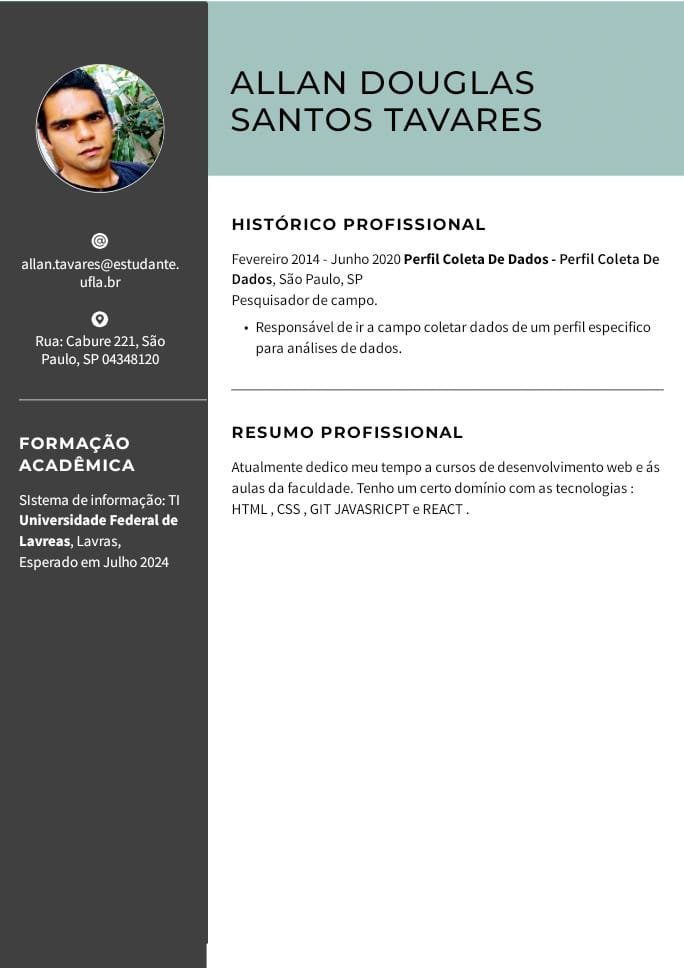 ALLAN DOUGLAS
SANTOS TAVARES
allan.tavares@estudante.
ufla.br
Rua: Cabure 221, São
Paulo, SP 04348120
FORMAÇÃO
ACADÊMICA
SIstema de informação: TI
Universidade Federal de
Lavreas, Lavras,
Esperado em Julho 2024
HISTÓRICO PROFISSIONAL
Fevereiro 2014 - Junho 2020 Perfil Coleta De Dados - Perfil Coleta De
Dados, São Paulo, SP
Pesquisador de campo.
• Responsável de ir a campo coletar dados de um perfil especifico
para análises de dados.
RESUMO PROFISSIONAL
Atualmente dedico meu tempo a cursos de desenvolvimento web e ás
aulas da faculdade. Tenho um certo domínio com as tecnologias :
HTML , CSS , GIT JAVASRICPT e REACT .